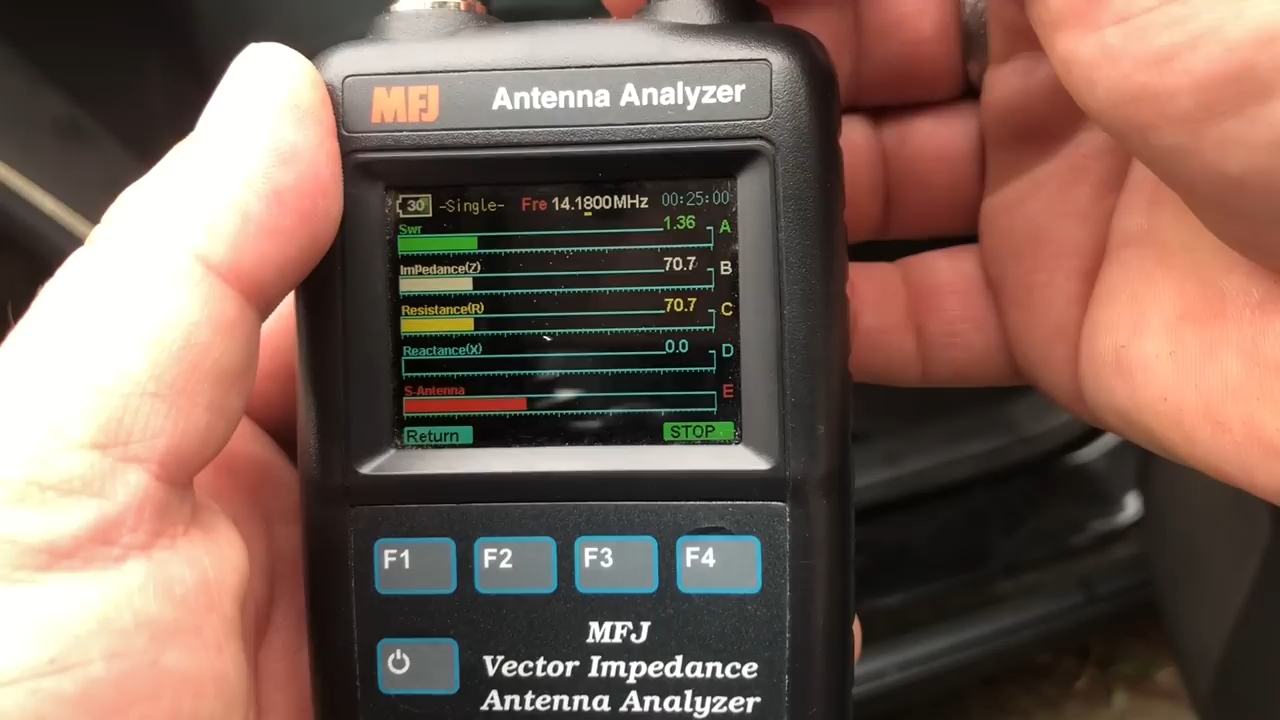 MFJ Antenna Analyzer
30 -Single- Fre 14.1800MHz 00:25:00
Swr 1.36 A
ImPedance(Z) 70.7 B
Resistance(R) 70.7 C
Reactance(X) 0.0 D
S-Antenna E
Return STOP
F1 F2 F3 F4
MFJ
Vector Impedance
Antenna Analyzer